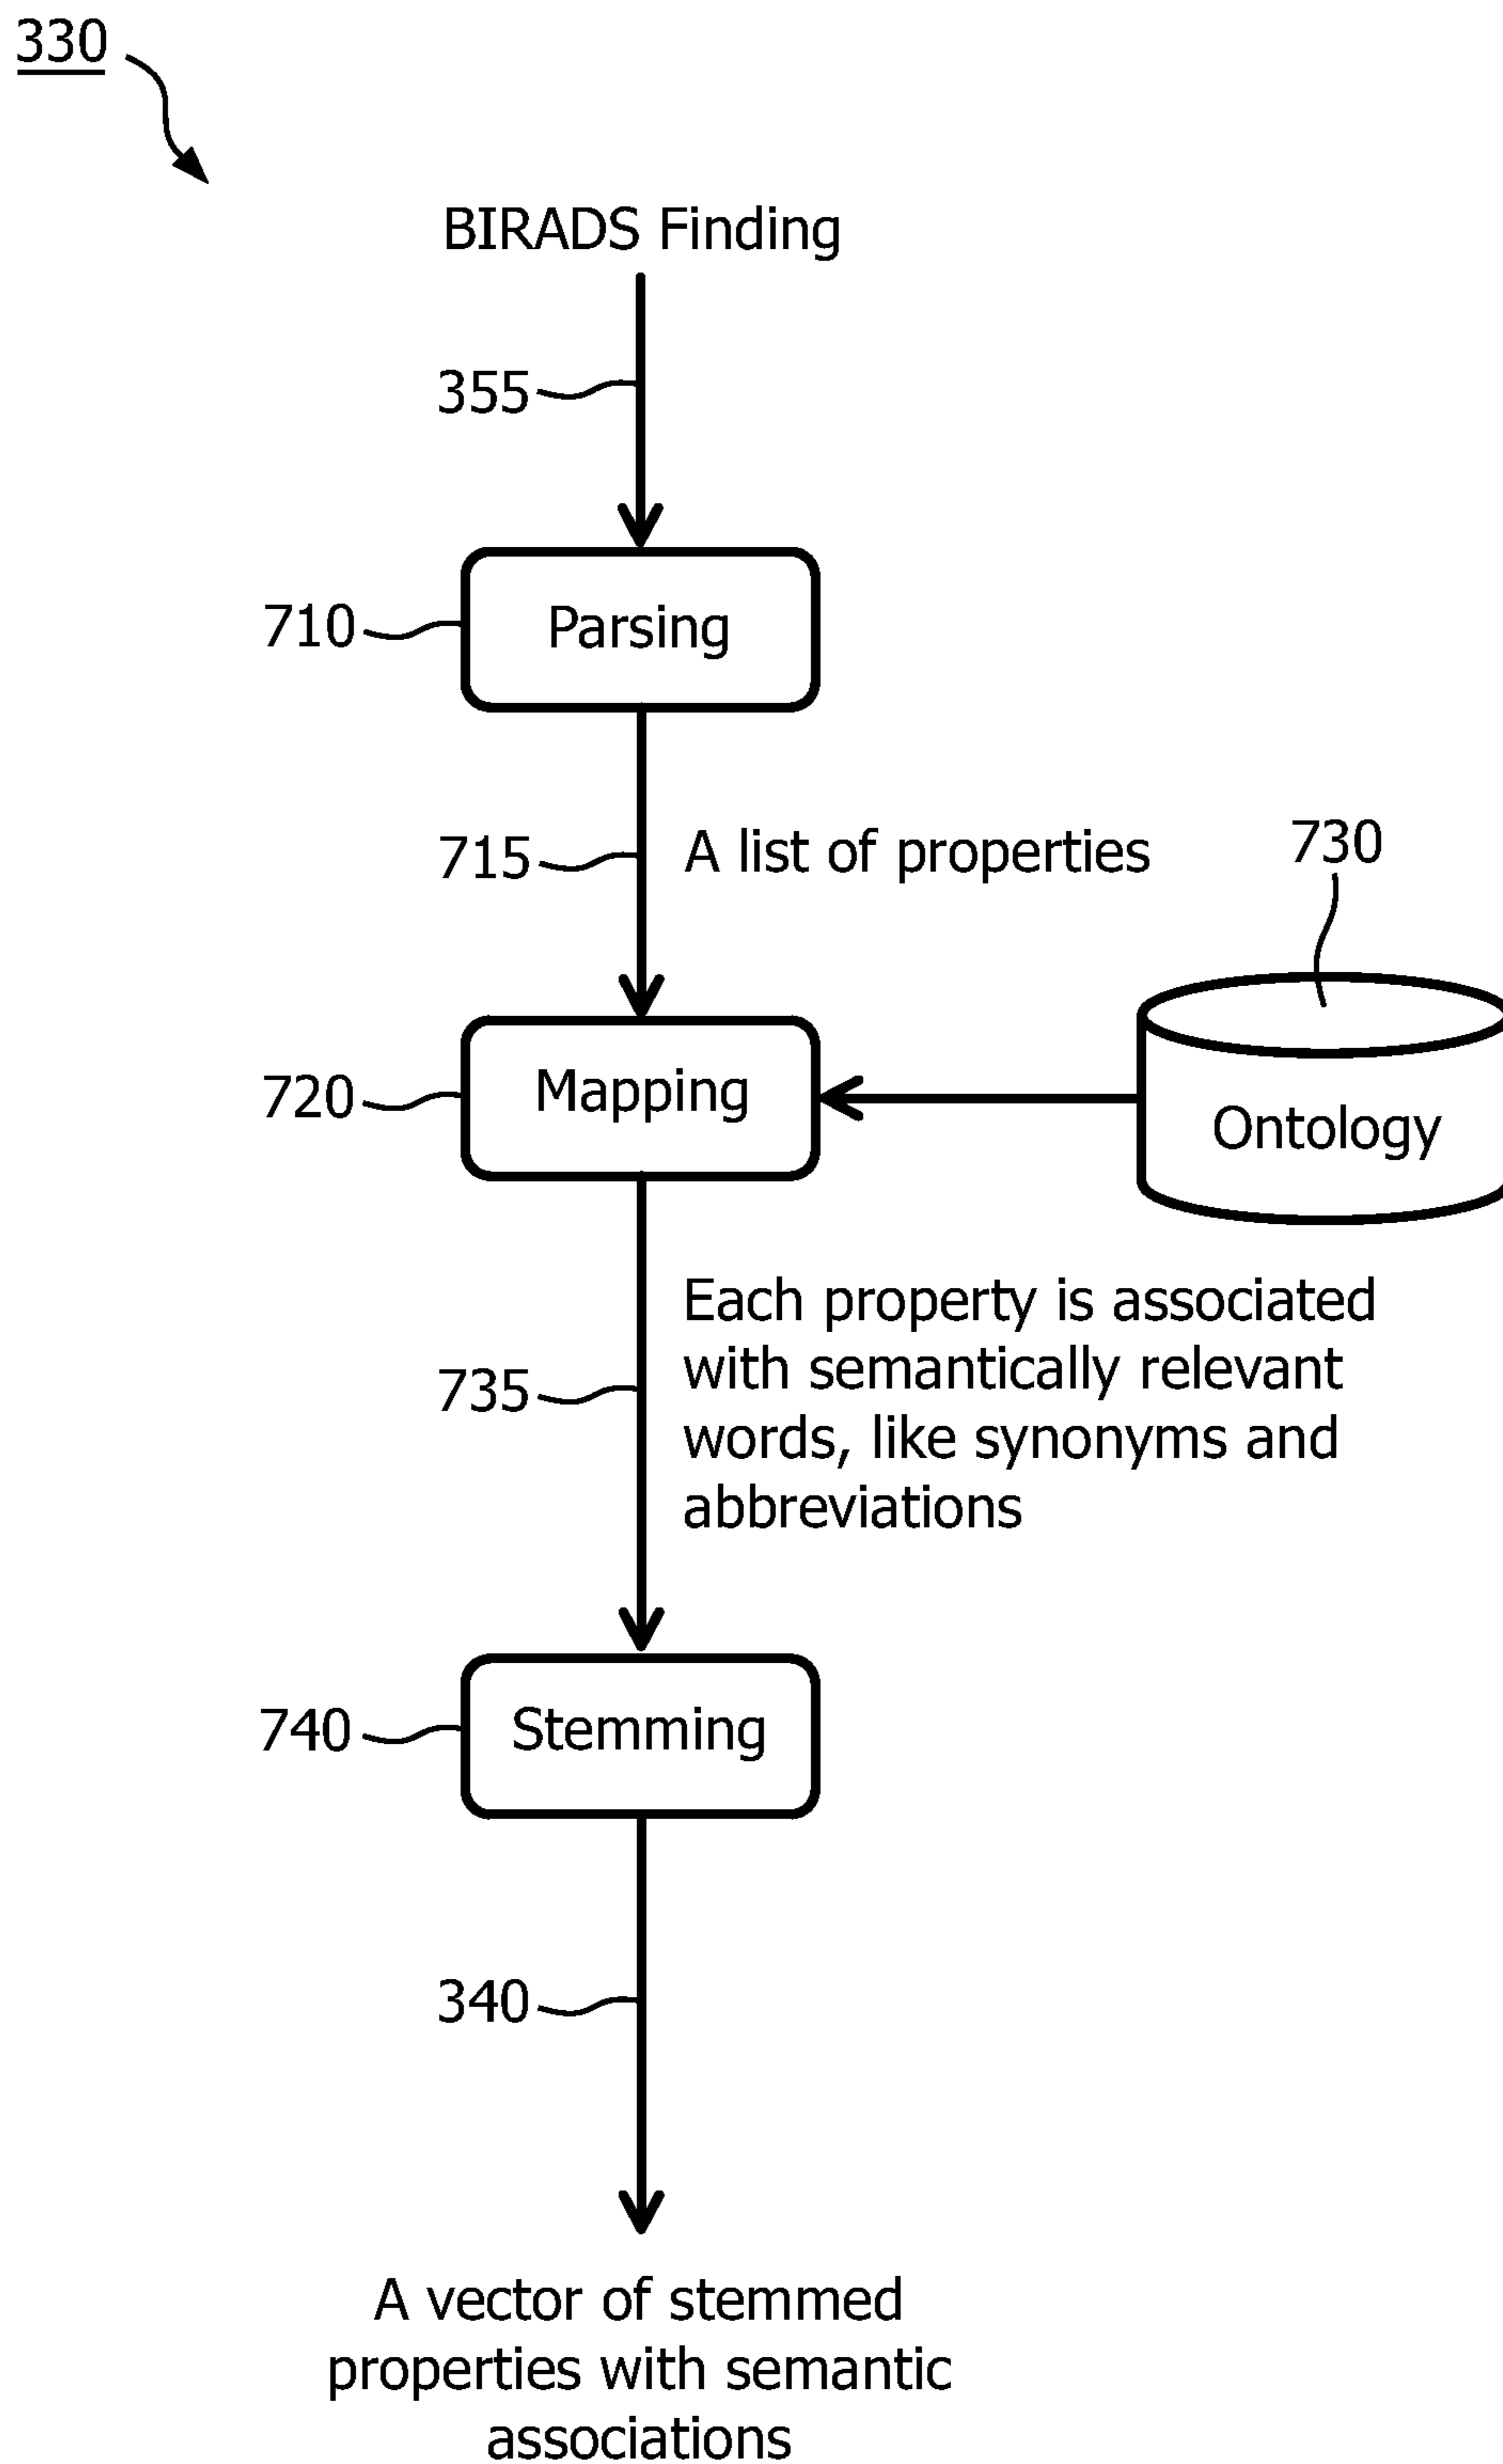 330
BIRADS Finding
355
710
Parsing
715
A list of properties
730
720
Mapping
Ontology
735
Each property is associated
with semantically relevant
words, like synonyms and
abbreviations
740
Stemming
340
A vector of stemmed
properties with semantic
associations